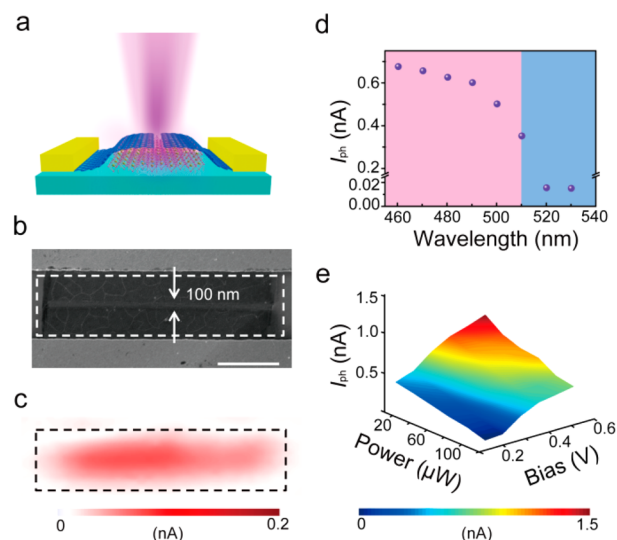 a
b
100 nm
c
0
0.2
(nA)
d
Iph (nA)
0.6
0.4
0.2
0.02
0.00
460
480
500
520
540
Wavelength (nm)
e
Iph (nA)
1.5
1.0
0.5
20
60
100
Power (μW)
0.2
0.4
0.6
Bias (V)
0
1.5
(nA)